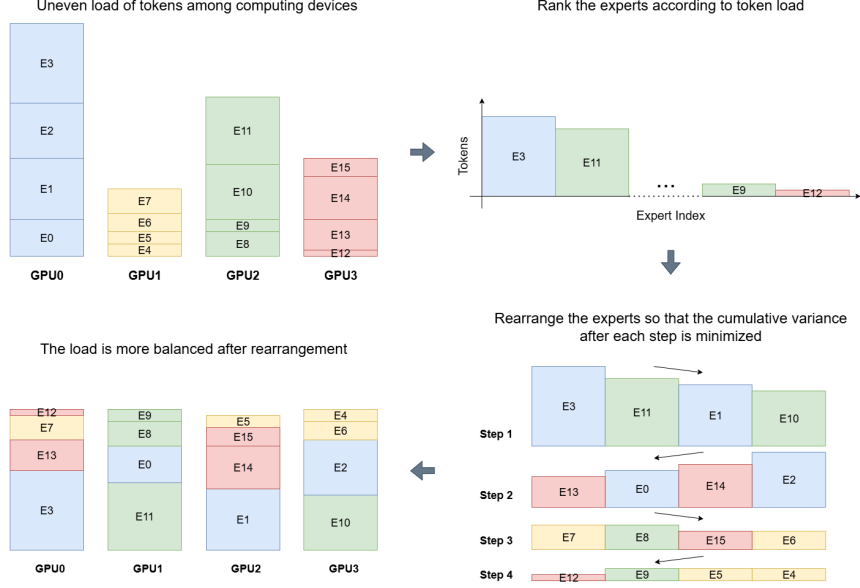 Uneven load of tokens among computing devices
E3
E2
E1
E0
E7
E6
E5
E4
E11
E10
E9
E8
E15
E14
E13
E12
GPU0
GPU1
GPU2
GPU3
Rank the experts according to token load
Tokens
E3
E11
...
E9
E12
Expert Index
Rearrange the experts so that the cumulative variance
after each step is minimized
Step 1
E3
E11
E1
E10
Step 2
E13
E0
E14
E2
Step 3
E7
E8
E15
E6
Step 4
E12
E9
E5
E4
The load is more balanced after rearrangement
E12
E7
E13
E3
E9
E8
E0
E11
E5
E15
E14
E1
E4
E6
E2
E10
GPU0
GPU1
GPU2
GPU3